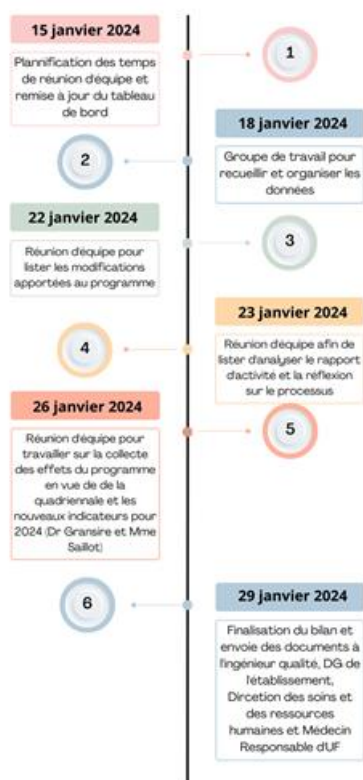 15 janvier 2024
Plannification des temps
de réunion d'équipe et
remise à jour du tableau
de bord
1
18 janvier 2024
Groupe de travail pour
recueillir et organiser les
données
2
22 janvier 2024
Réunion d'équipe pour
lister les modifications
apportées au programme
3
23 janvier 2024
Réunion d'équipe afin de
lister d'analyser le rapport
d'activité et la réflexion
sur le processus
4
26 janvier 2024
Réunion d'équipe pour
travailler sur la collecte
des effets du programme
en vue de de la
quadriennale et les
nouveaux indicateurs pour
2024 (Dr Gransire et Mme
Saillot)
5
29 janvier 2024
Finalisation du bilan et
envoie des documents à
l'ingénieur qualité, DG de
l'établissement,
Dircetion des soins et
des ressources
humaines et Médecin
Responsable d'UF
6